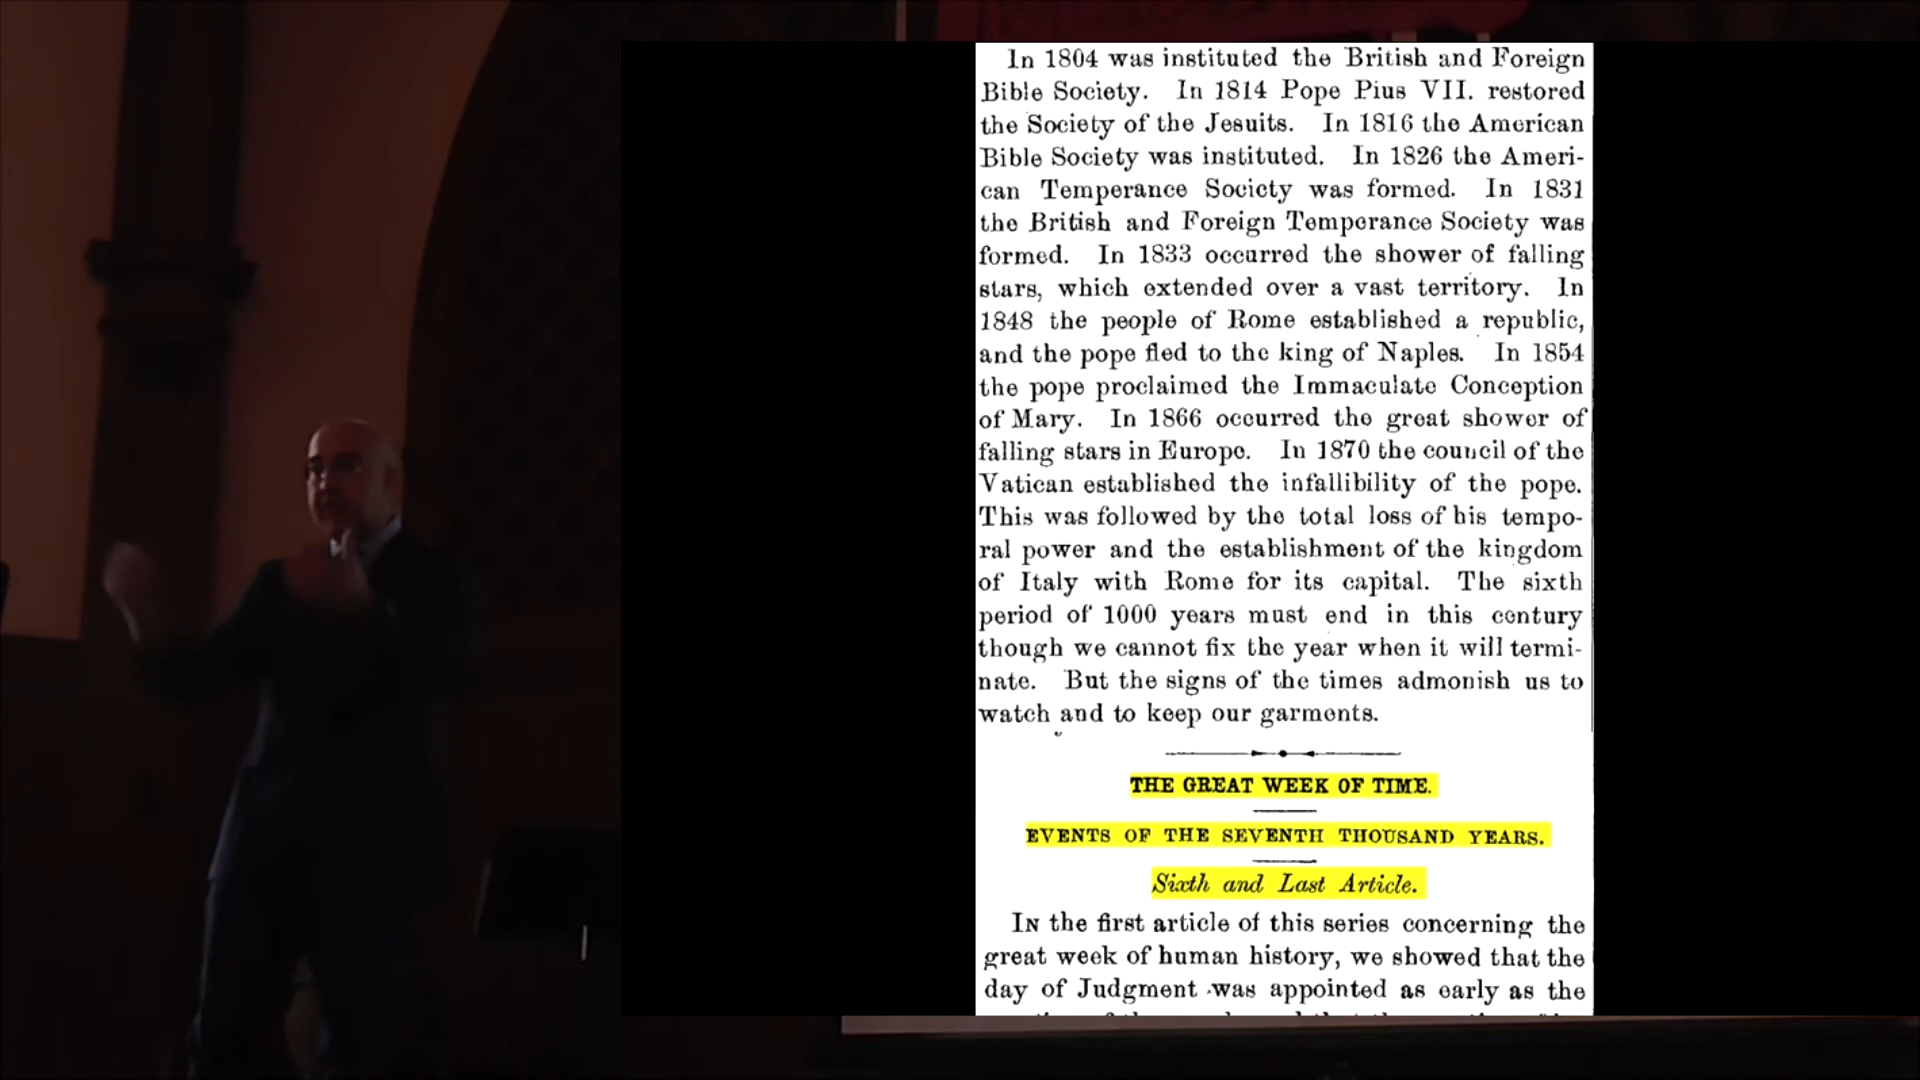 In 1804 was instituted the British and Foreign
Bible Society. In 1814 Pope Pius VII. restored
the Society of the Jesuits. In 1816 the American
Bible Society was instituted. In 1826 the Ameri-
can Temperance Society was formed. In 1831
the British and Foreign Temperance Society was
formed. In 1833 occurred the shower of falling
stars, which extended over a vast territory. In
1848 the people of Rome established a republic,
and the pope fled to the king of Naples. In 1854
the pope proclaimed the Immaculate Conception
of Mary. In 1866 occurred the great shower of
falling stars in Europe. In 1870 the council of the
Vatican established the infallibility of the pope.
This was followed by the total loss of his tempo-
ral power and the establishment of the kingdom
of Italy with Rome for its capital. The sixth
period of 1000 years must end in this century
though we cannot fix the year when it will termi-
nate. But the signs of the times admonish us to
watch and to keep our garments.
THE GREAT WEEK OF TIME.
EVENTS OF THE SEVENTH THOUSAND YEARS.
Sixth and Last Article.
IN the first article of this series concerning the
great week of human history, we showed that the
day of Judgment was appointed as early as the